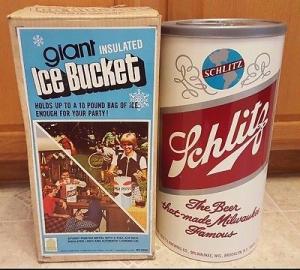 giant INSULATED
Ice Bucket
HOLDS UP TO A 10 POUND BAG OF ICE
ENOUGH FOR YOUR PARTY!
SCHLITZ
Schlitz
The Beer
that made Milwaukee
Famous